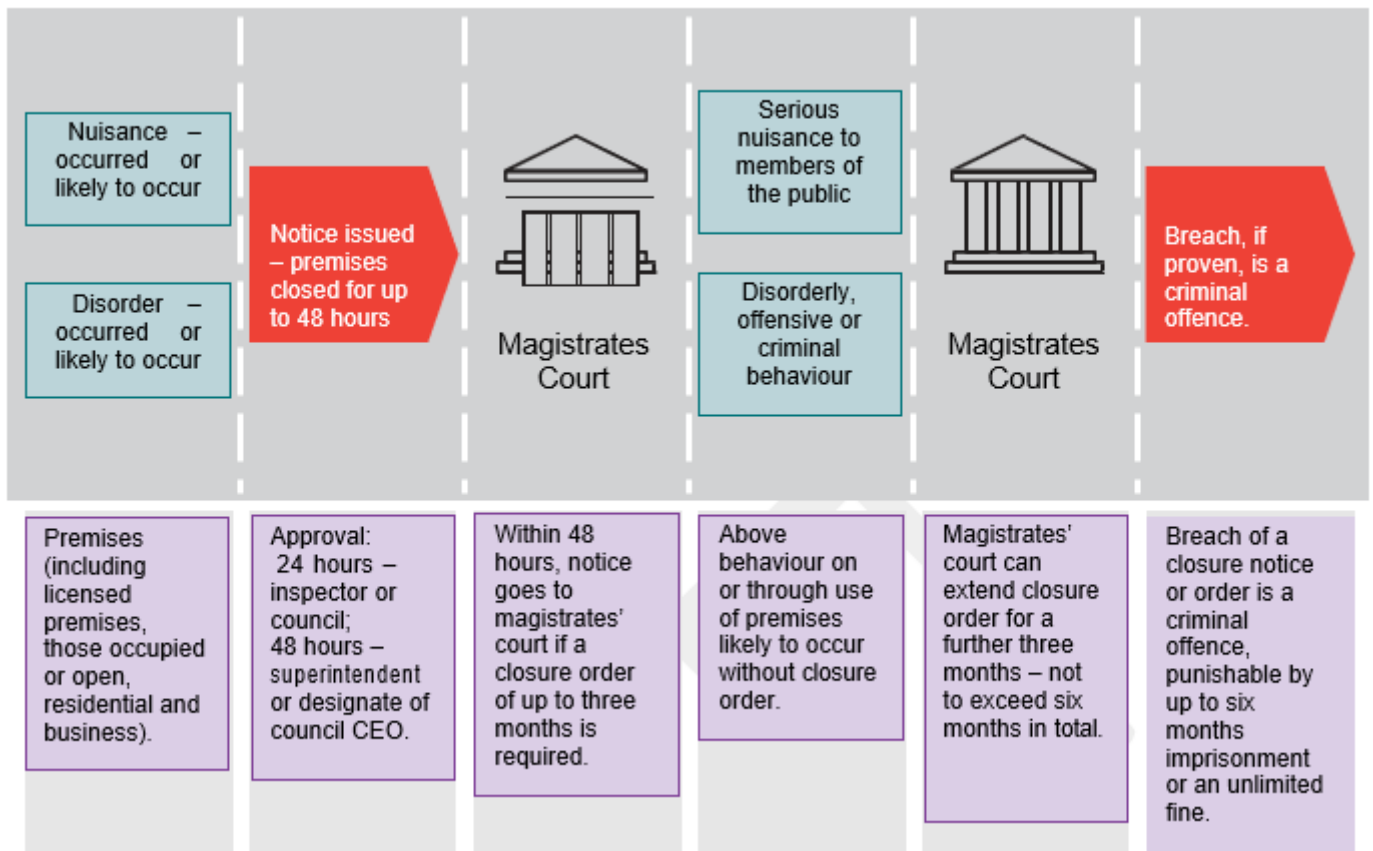 Nuisance –
occurred or
likely to occur
Disorder –
occurred or
likely to occur
Notice issued
– premises
closed for up
to 48 hours
Magistrates
Court
Serious
nuisance to
members of
the public
Disorderly,
offensive or
criminal
behaviour
Magistrates
Court
Breach, if
proven, is a
criminal
offence.
Premises
(including
licensed
premises,
those occupied
or open,
residential and
business).
Approval:
24 hours –
inspector or
council;
48 hours –
superintendent
or designate of
council CEO.
Within 48
hours, notice
goes to
magistrates’
court if a
closure order
of up to three
months is
required.
Above
behaviour on
or through use
of premises
likely to occur
without closure
order.
Magistrates’
court can
extend closure
order for a
further three
months – not
to exceed six
months in total.
Breach of a
closure notice
or order is a
criminal
offence,
punishable by
up to six
months
imprisonment
or an unlimited
fine.